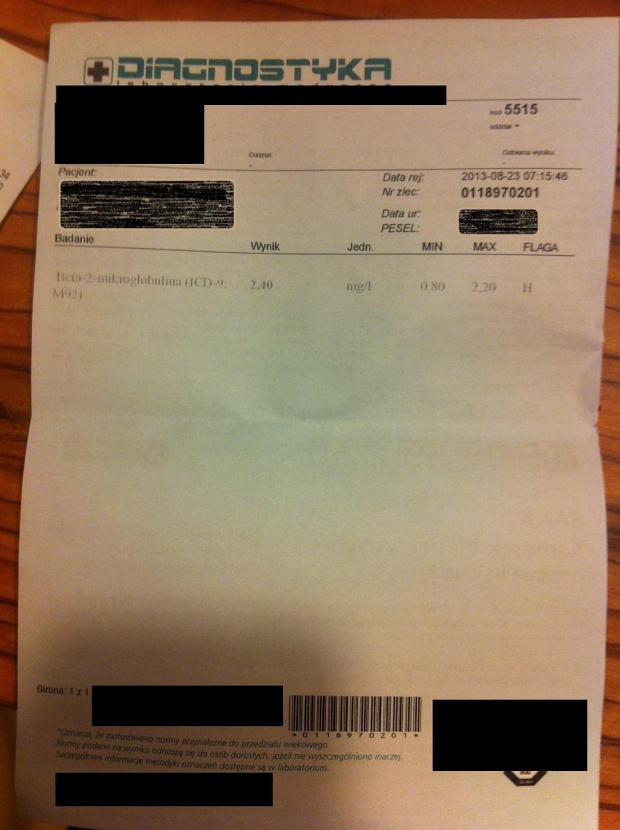 DIAGNOSTYKA
kod 5515
oddział -
Oddział
-
Odbiorca wyniku:
-
Pacjent:
Data rej: 2013-08-23 07:15:46
Nr zlec: 0118970201
Data ur:
PESEL:
Badanie Wynik Jedn. MIN MAX FLAGA
Beta-2-mikroglobulina (ICD-9: 2,40 mg/l 0,80 2,20 H
M92)
Strona: 1 z 1
*0118970201*
*Oznacza, że zastosowano normy przynależne do przedziału wiekowego
Normy podane na wyniku odnoszą się do osób dorosłych, jeżeli nie wyszczególniono inaczej.
Szczegółowe informacje metodyki oznaczeń dostępne są w laboratorium.